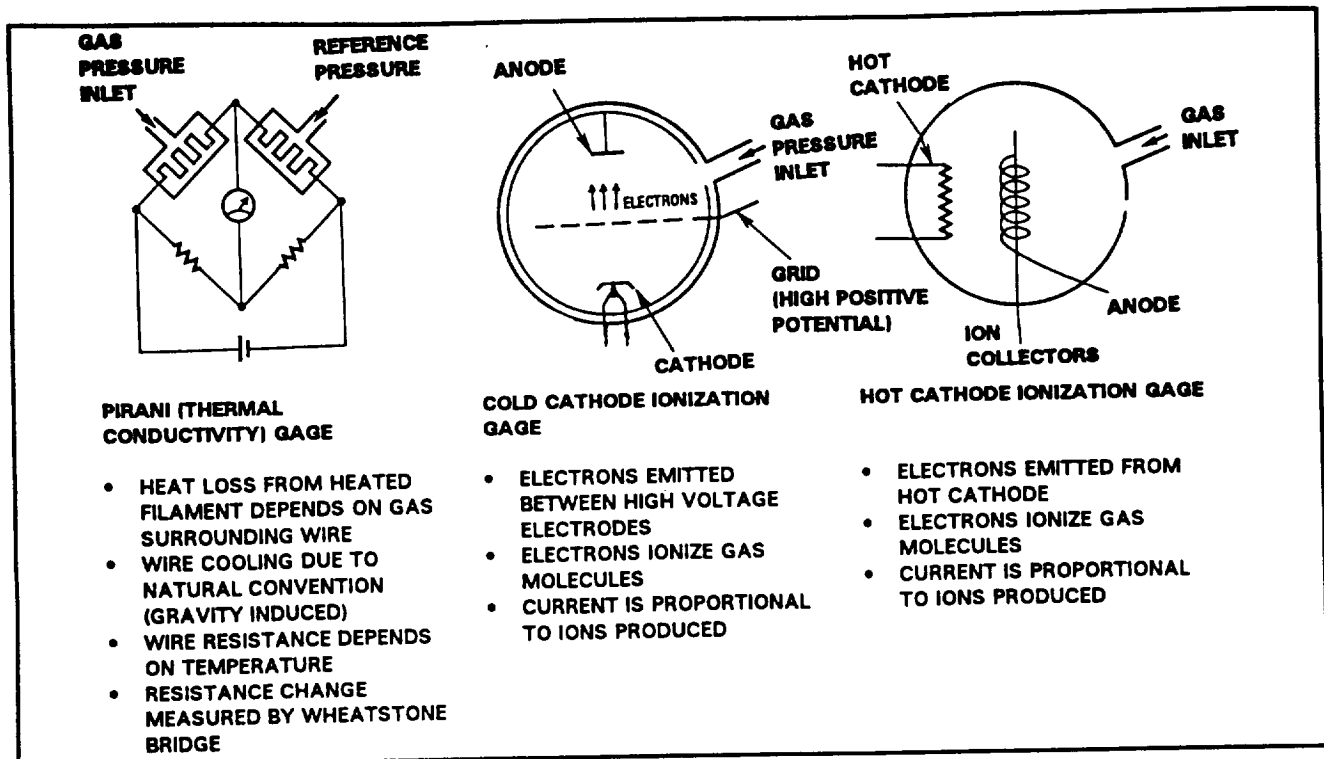 GAS
PRESSURE
INLET
REFERENCE
PRESSURE
ANODE
GAS
PRESSURE
INLET
ELECTRONS
GRID
(HIGH POSITIVE
POTENTIAL)
CATHODE
HOT
CATHODE
GAS
INLET
ANODE
ION
COLLECTORS
PIRANI (THERMAL
CONDUCTIVITY) GAGE
• HEAT LOSS FROM HEATED
FILAMENT DEPENDS ON GAS
SURROUNDING WIRE
• WIRE COOLING DUE TO
NATURAL CONVENTION
(GRAVITY INDUCED)
• WIRE RESISTANCE DEPENDS
ON TEMPERATURE
• RESISTANCE CHANGE
MEASURED BY WHEATSTONE
BRIDGE
COLD CATHODE IONIZATION
GAGE
• ELECTRONS EMITTED
BETWEEN HIGH VOLTAGE
ELECTRODES
• ELECTRONS IONIZE GAS
MOLECULES
• CURRENT IS PROPORTIONAL
TO IONS PRODUCED
HOT CATHODE IONIZATION GAGE
• ELECTRONS EMITTED FROM
HOT CATHODE
• ELECTRONS IONIZE GAS
MOLECULES
• CURRENT IS PROPORTIONAL
TO IONS PRODUCED